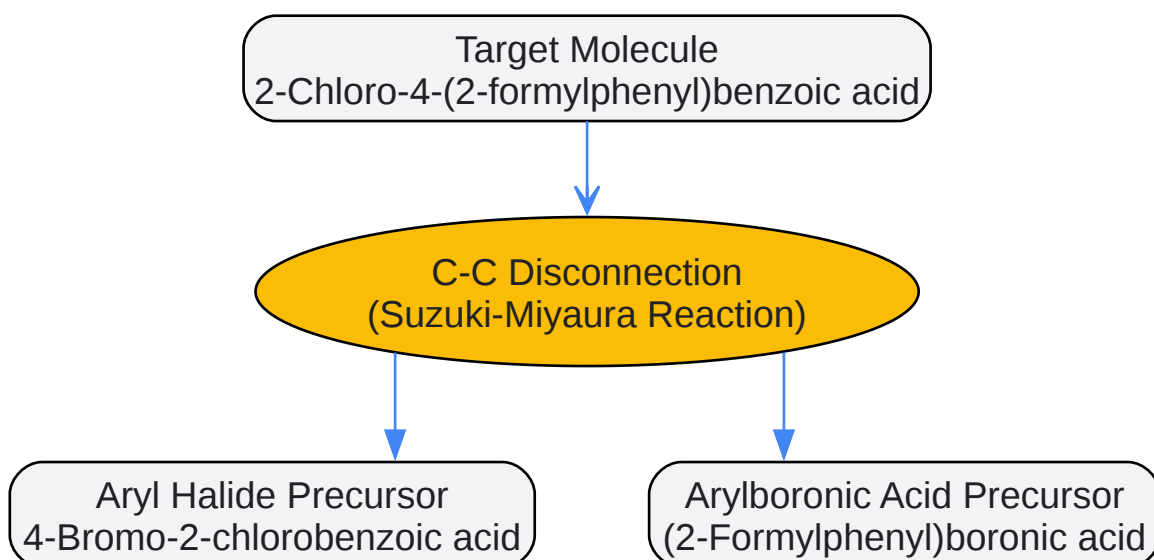 Target Molecule
2-Chloro-4-(2-formylphenyl)benzoic acid
C-C Disconnection
(Suzuki-Miyaura Reaction)
Aryl Halide Precursor
4-Bromo-2-chlorobenzoic acid
Arylboronic Acid Precursor
(2-Formylphenyl)boronic acid